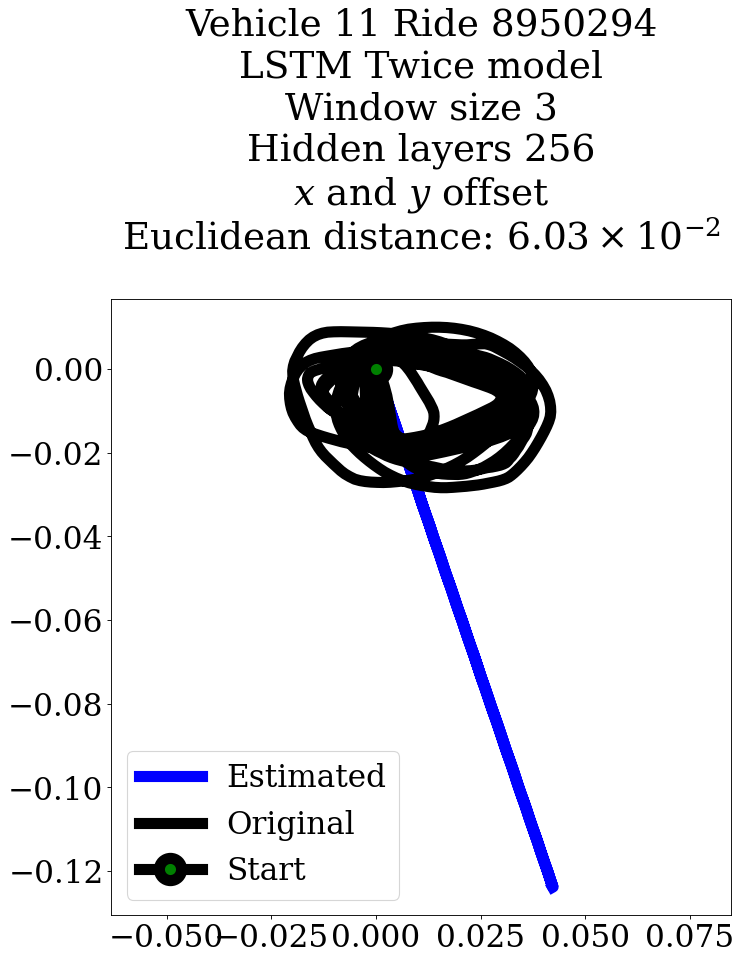 Vehicle 11 Ride 8950294
LSTM Twice model
Window size 3
Hidden layers 256
x and y offset
Euclidean distance: 6.03 × 10⁻²
0.00
−0.02
−0.04
−0.06
−0.08
−0.10
−0.12
Estimated
Original
Start
−0.050 −0.025 0.000 0.025 0.050 0.075